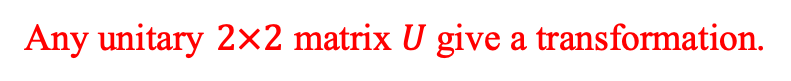 Any unitary 2×2 matrix U give a transformation.